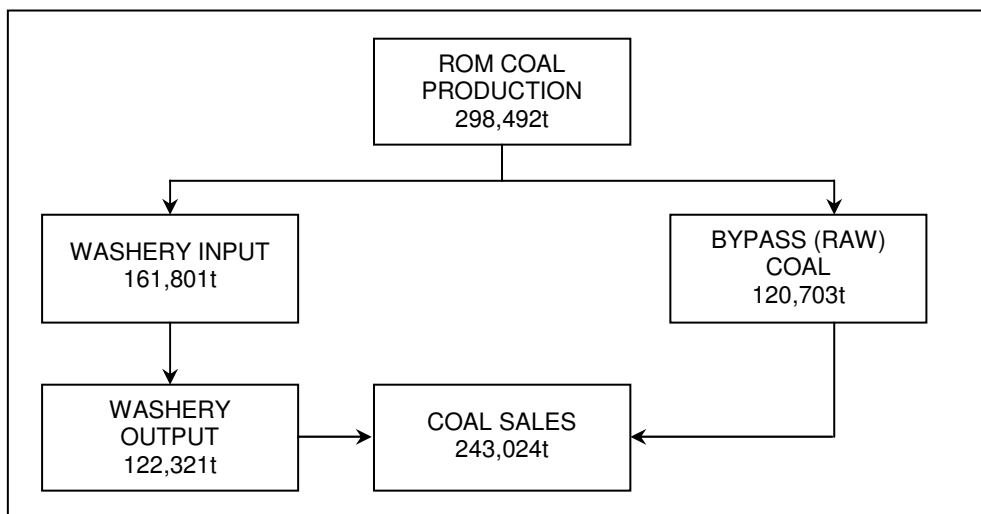 ROM COAL
PRODUCTION
298,492t
WASHERY INPUT
161,801t
BYPASS (RAW)
COAL
120,703t
WASHERY
OUTPUT
122,321t
COAL SALES
243,024t